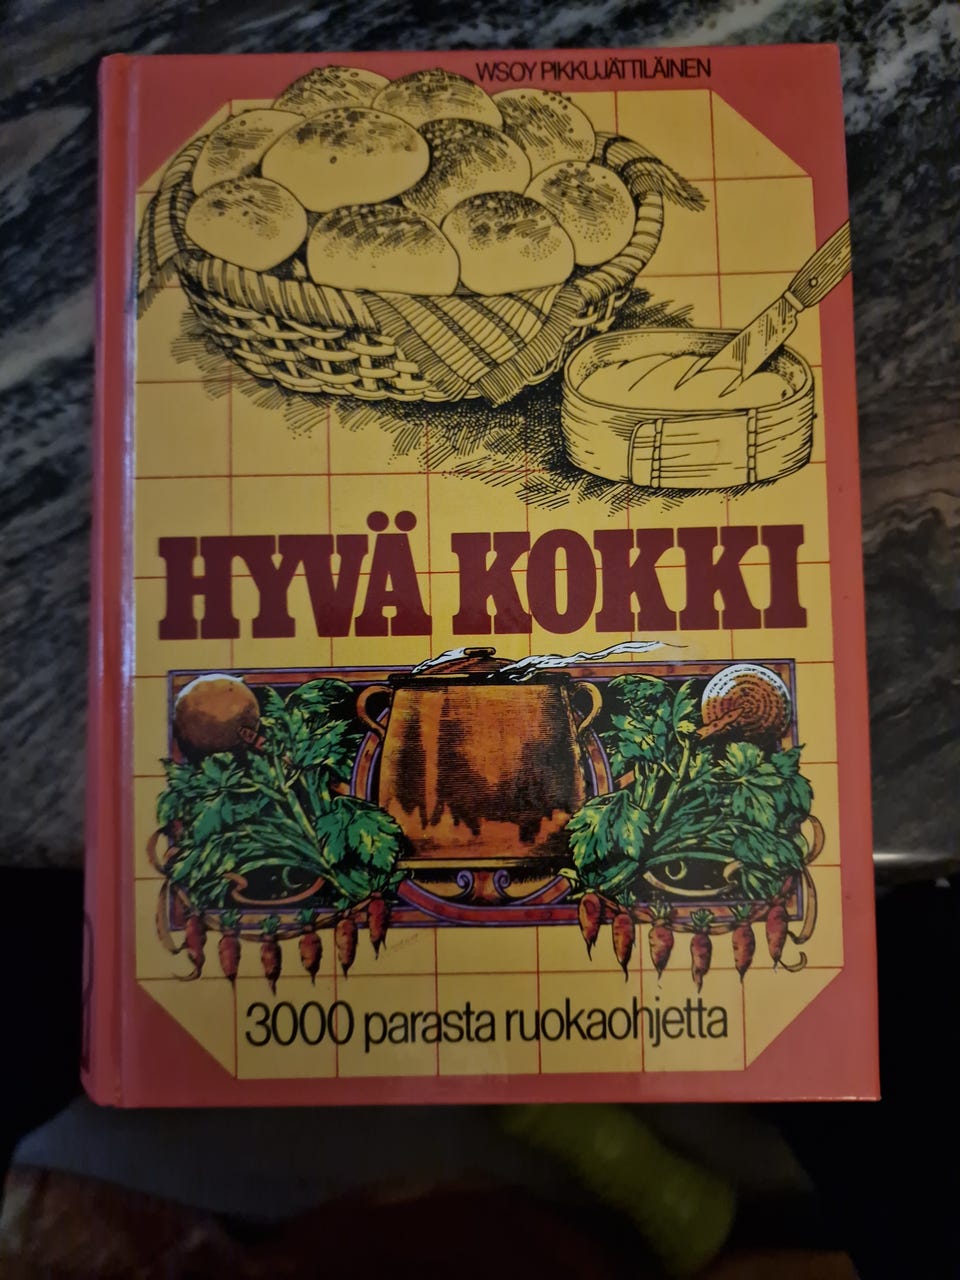 WSOY PIKKUJÄTTILÄINEN
HYVÄ KOKKI
3000 parasta ruokaohjetta